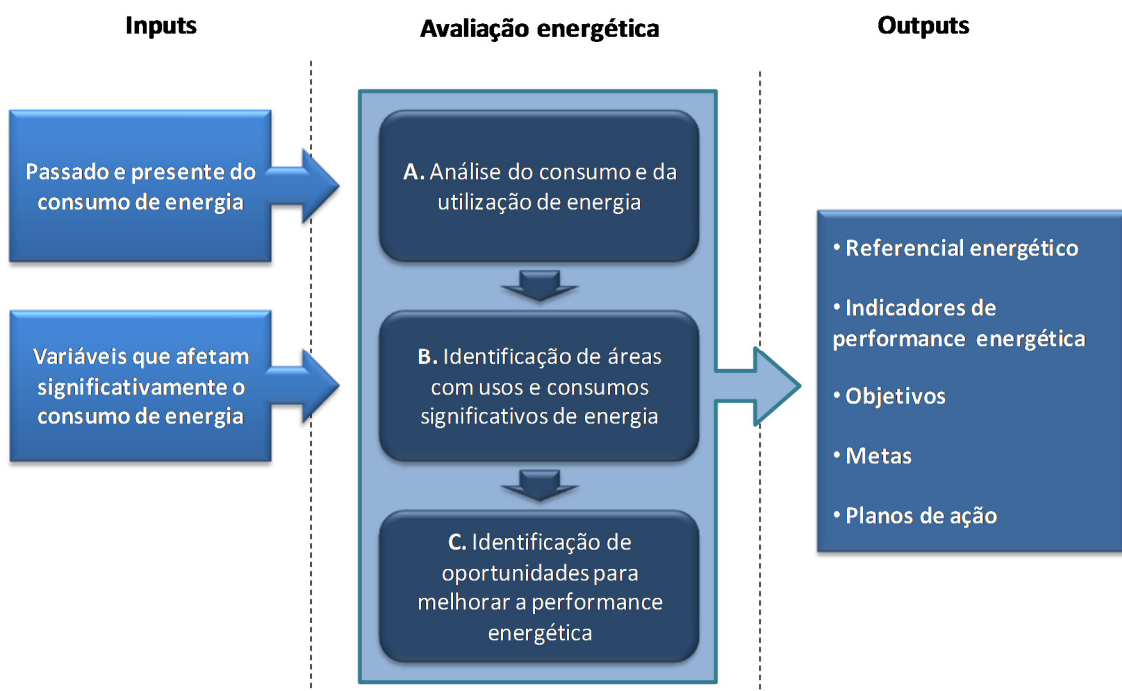 Inputs
Avaliação energética
Outputs
Passado e presente do
consumo de energia
Variáveis que afetam
significativamente o
consumo de energia
A. Análise do consumo e da
utilização de energia
B. Identificação de áreas
com usos e consumos
significativos de energia
C. Identificação de
oportunidades para
melhorar a performance
energética
• Referencial energético
• Indicadores de
performance energética
• Objetivos
• Metas
• Planos de ação